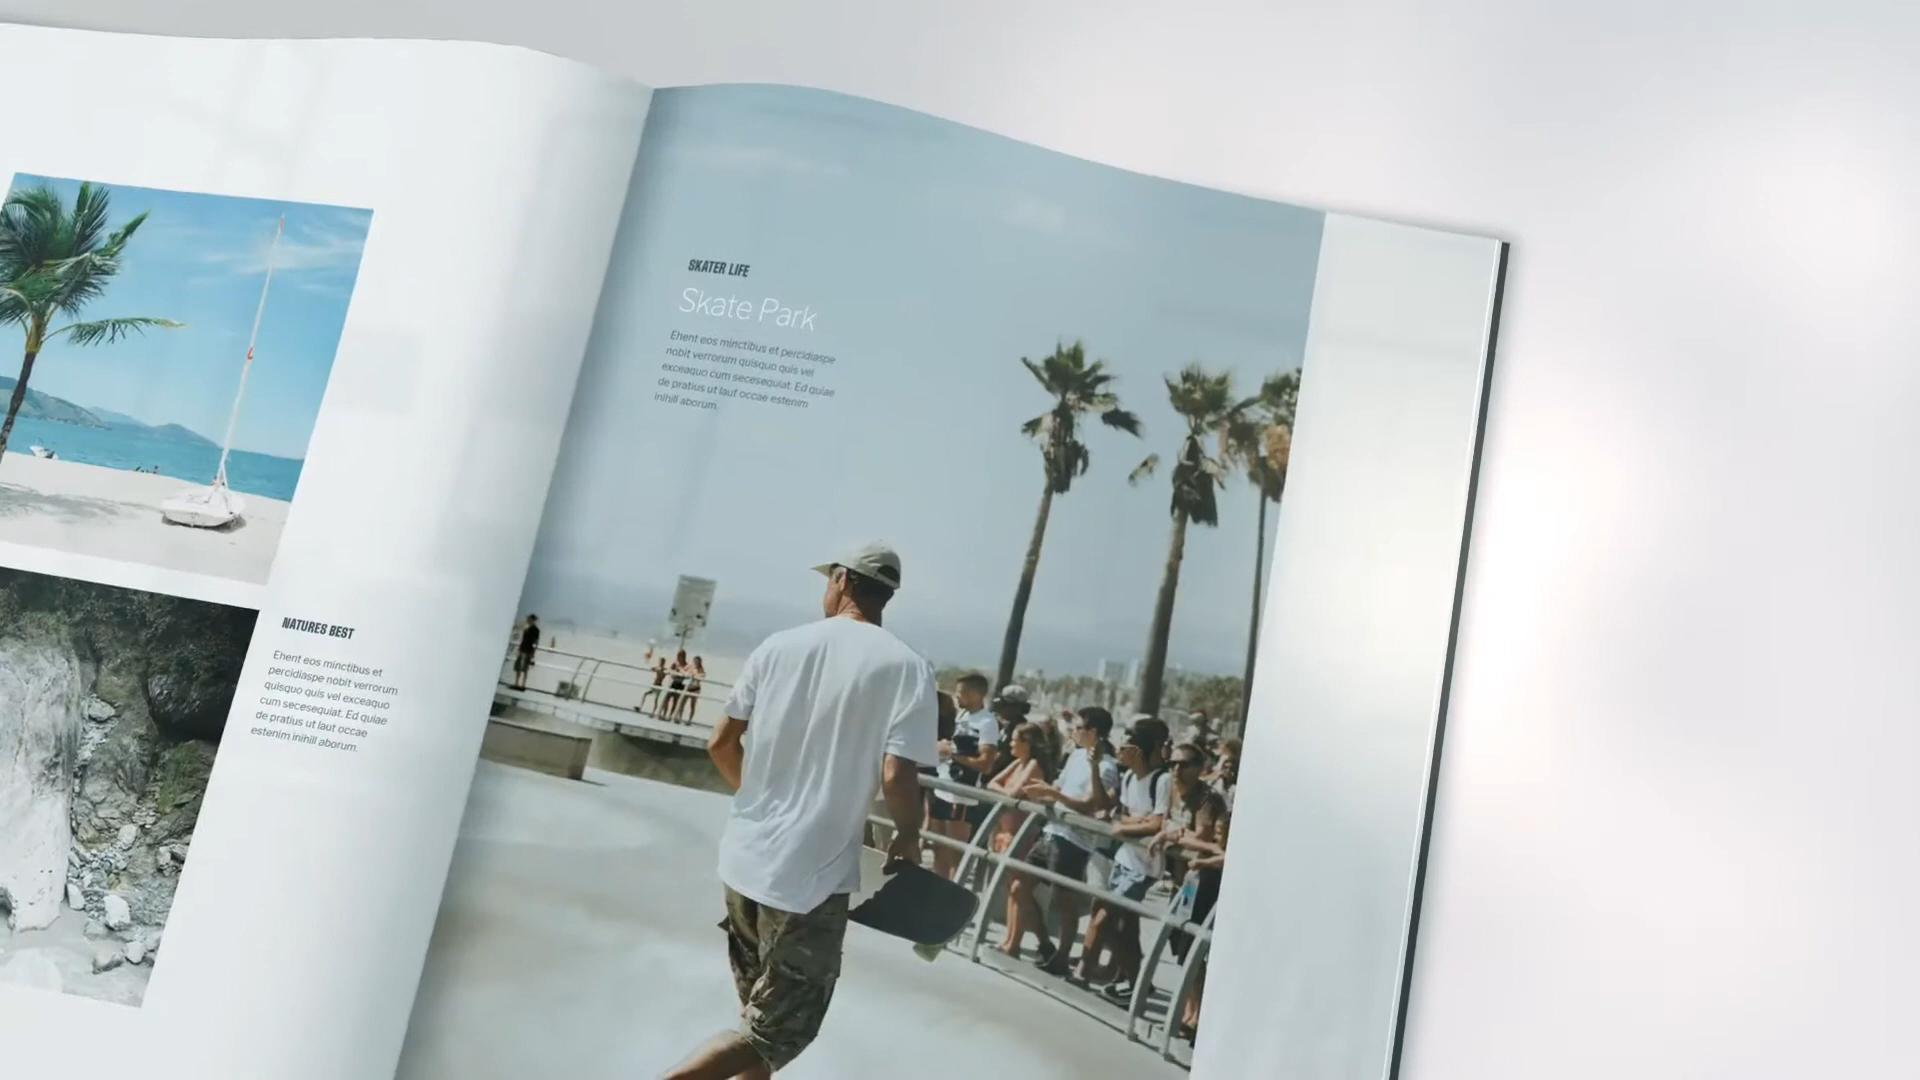 NATURES BEST
Ehent eos minctibus et
percidiaspe nobit verrorum
quisquo quis vel exceaquo
cum secesequiat. Ed quiae
de pratius ut laut occae
estenim inihill aborum.
SKATER LIFE
Skate Park
Ehent eos minctibus et percidiaspe
nobit verrorum quisquo quis vel
exceaquo cum secesequiat. Ed quiae
de pratius ut laut occae estenim
inihill aborum.